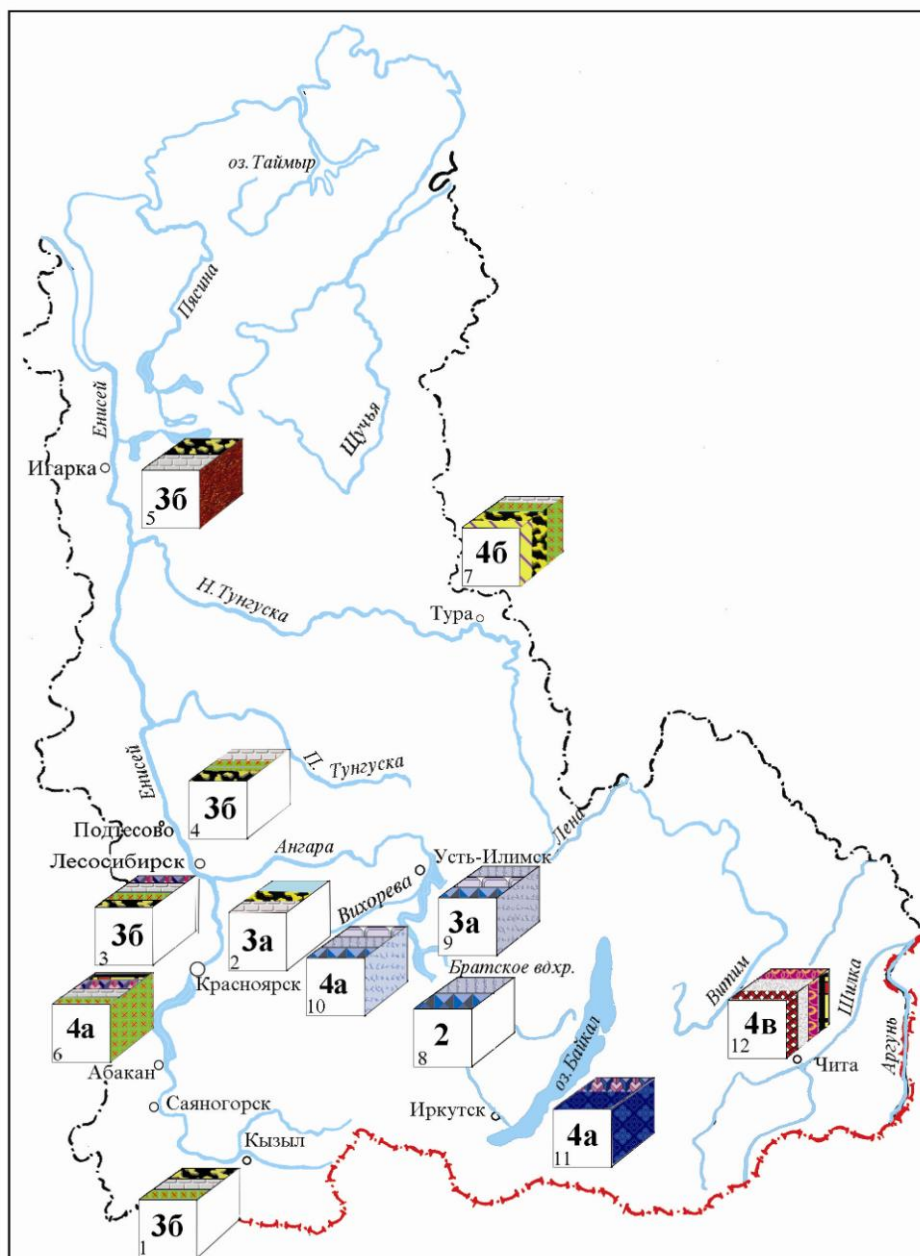 оз. Таймыр
Пясина
Енисей
Щучья
Игарка
3б
5
4б
7
Н. Тунгуска
Тура
Енисей
П. Тунгуска
3б
4
Подтесово
Лена
Ангара
Усть-Илимск
Лесосибирск
Вихорева
3б
3
3а
2
3а
9
Красноярск
4а
10
Братское вдхр.
Витим
Шилка
Аргунь
4а
6
2
8
оз. Байкал
4в
12
Чита
Абакан
Саяногорск
Иркутск
4а
11
Кызыл
3б
1